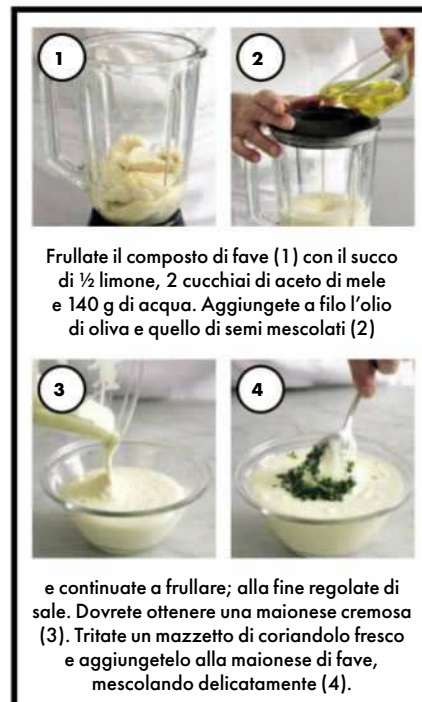 1
2
Frullate il composto di fave (1) con il succo
di ½ limone, 2 cucchiai di aceto di mele
e 140 g di acqua. Aggiungete a filo l’olio
di oliva e quello di semi mescolati (2)
3
4
e continuate a frullare; alla fine regolate di
sale. Dovrete ottenere una maionese cremosa
(3). Tritate un mazzetto di coriandolo fresco
e aggiungetelo alla maionese di fave,
mescolando delicatamente (4).